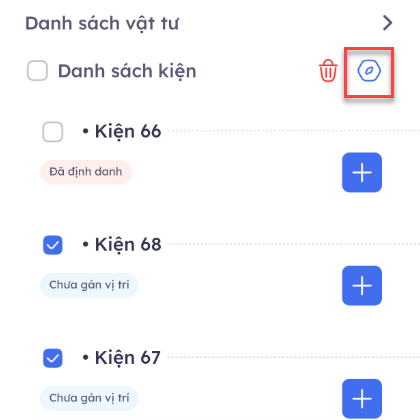 Danh sách vật tư
Danh sách kiện
• Kiện 66
Đã định danh
• Kiện 68
Chưa gán vị trí
• Kiện 67
Chưa gán vị trí